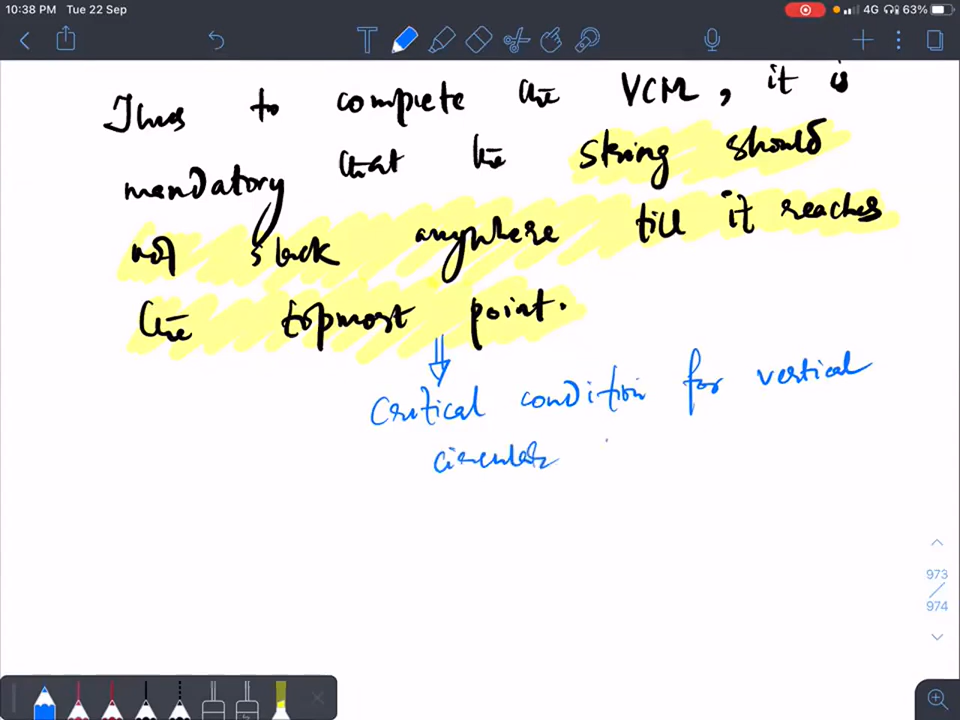 10:38 PM Tue 22 Sep
4G 63%
Thus to complete the VCM, it is
mandatory that the string should
not slack anywhere till it reaches
the topmost point.
Critical condition for vertical
circular
973
974